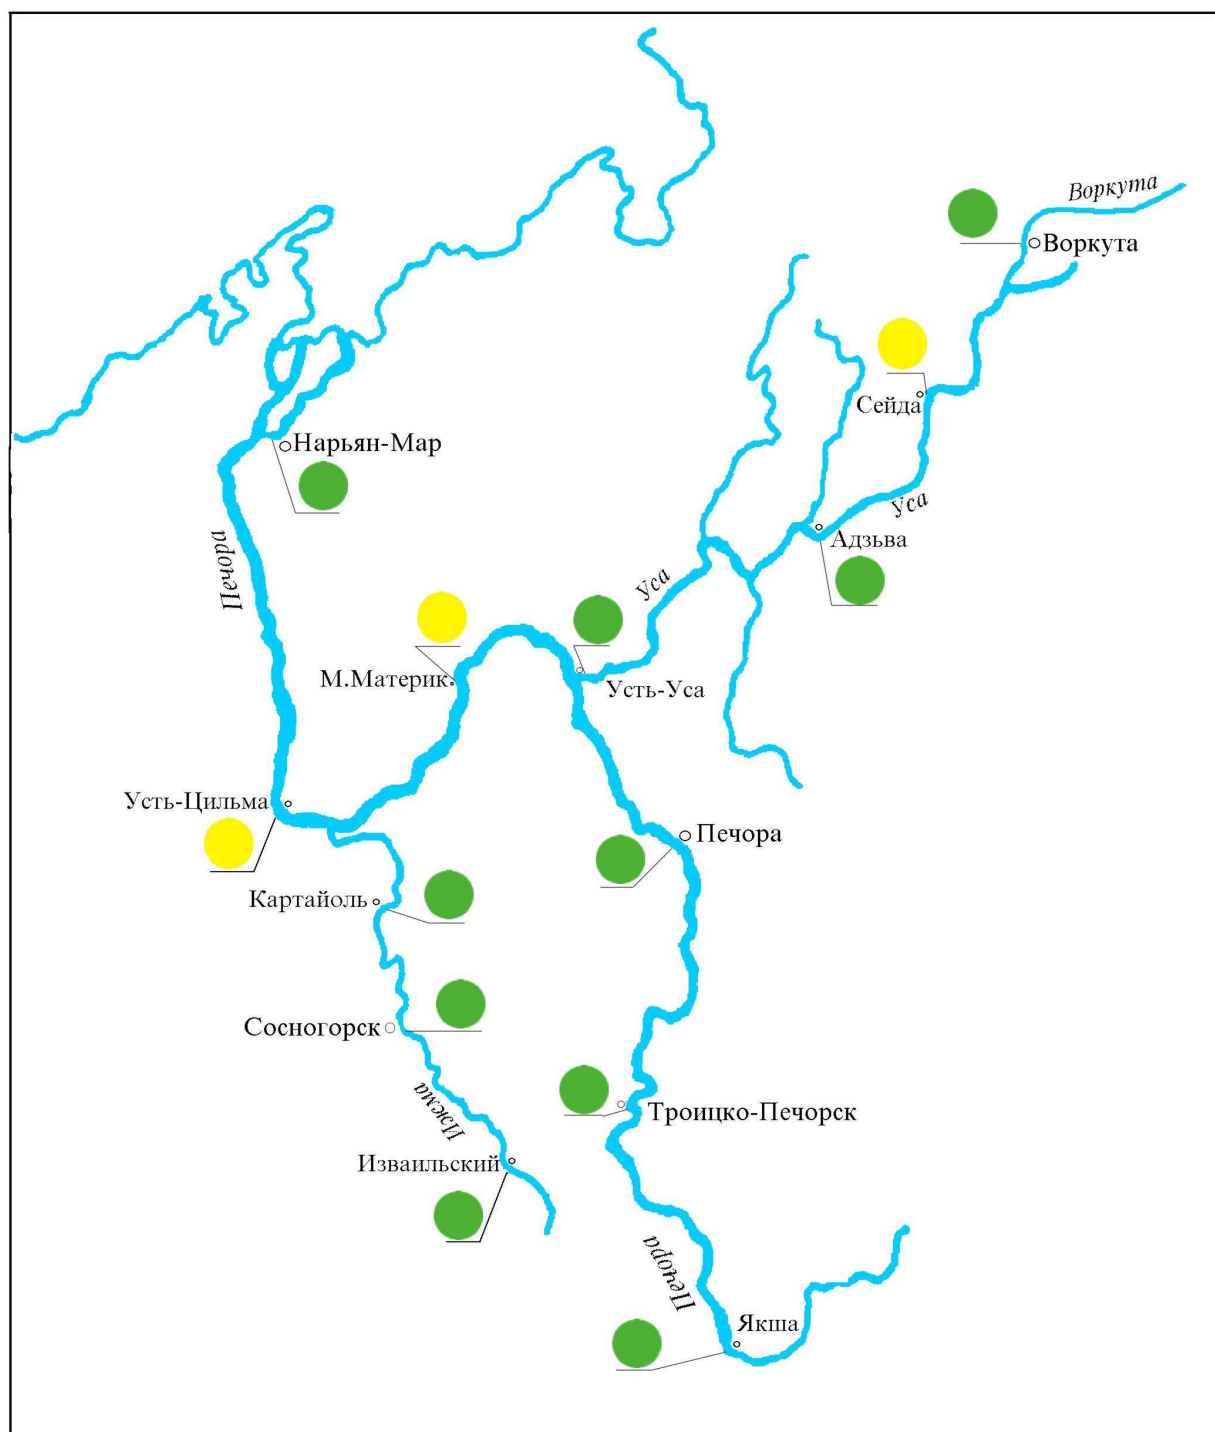 Воркута
Воркута
Сейда
Нарьян-Мар
Уса
Адзьва
Печора
Уса
М.Материк
Усть-Уса
Усть-Цильма
Печора
Картайоль
Сосногорск
Ижма
Троицко-Печорск
Изваильский
Печора
Якша